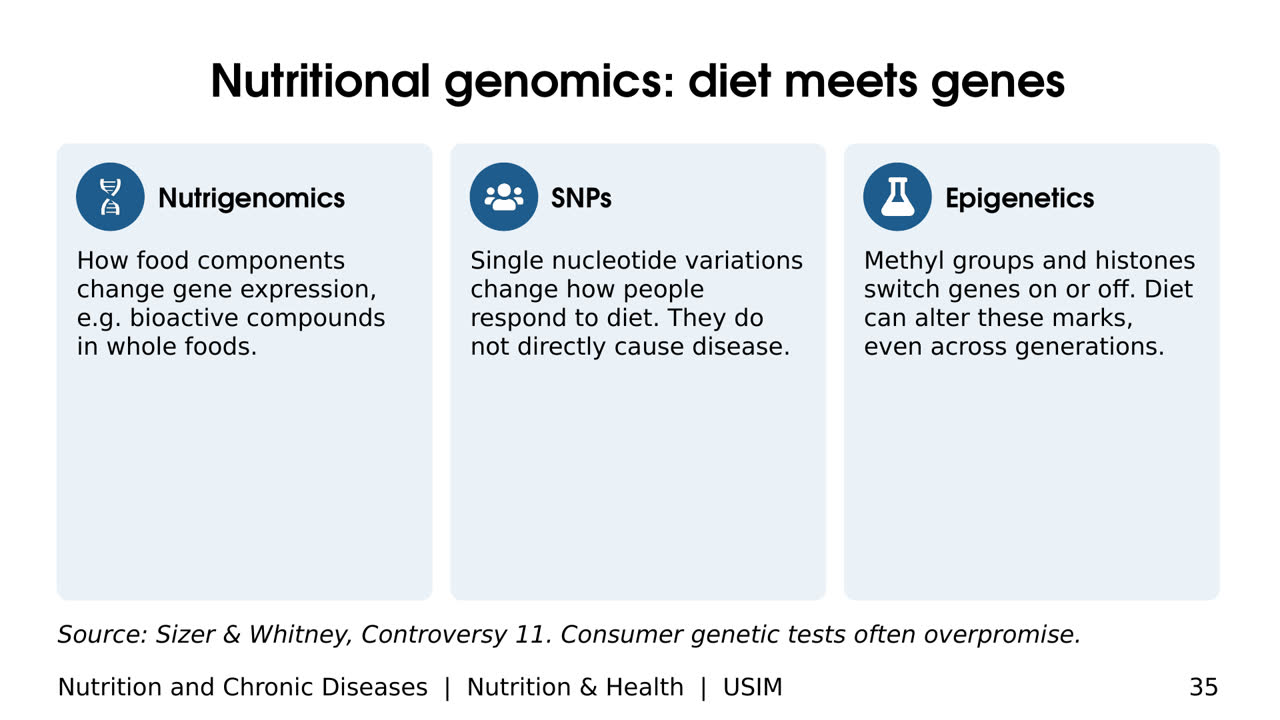 Nutritional genomics: diet meets genes
Nutrigenomics
How food components
change gene expression,
e.g. bioactive compounds
in whole foods.
SNPs
Single nucleotide variations
change how people
respond to diet. They do
not directly cause disease.
Epigenetics
Methyl groups and histones
switch genes on or off. Diet
can alter these marks,
even across generations.
Source: Sizer & Whitney, Controversy 11. Consumer genetic tests often overpromise.
Nutrition and Chronic Diseases | Nutrition & Health | USIM
35